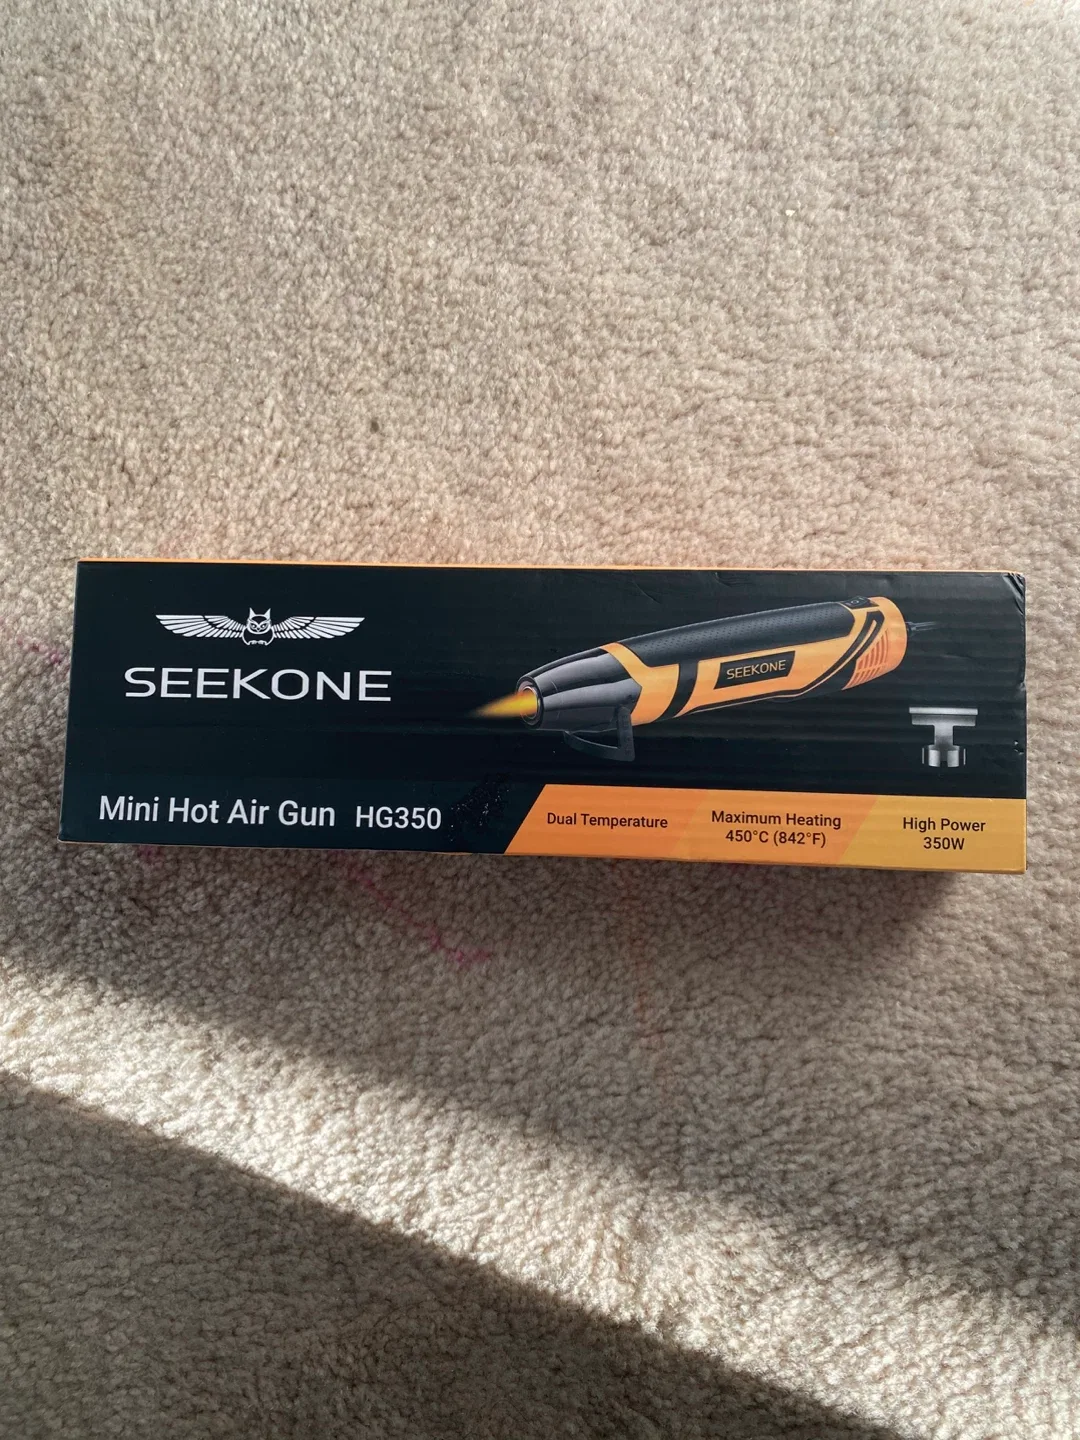 SEEKONE
SEEKONE
Mini Hot Air Gun HG350
Dual Temperature
Maximum Heating
450°C (842°F)
High Power
350W